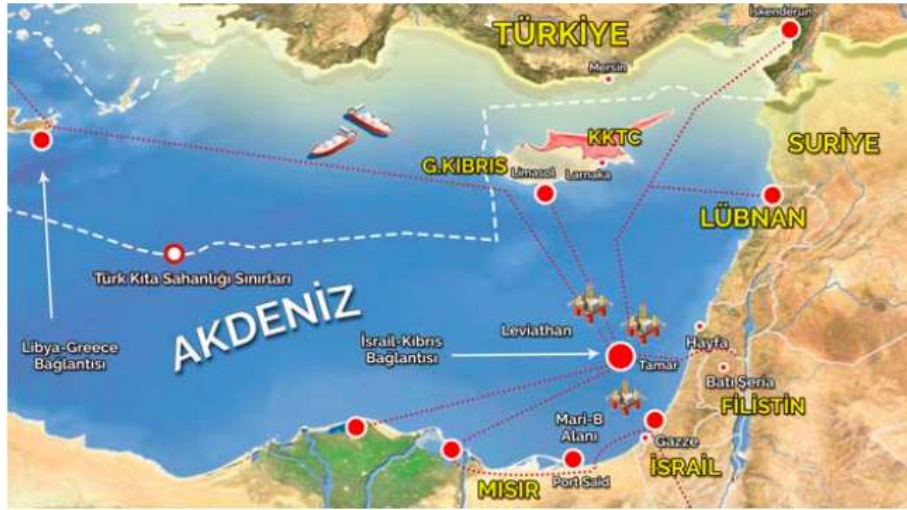 İskenderun
TÜRKİYE
Mersin
KKTC
SURİYE
G.KIBRIS
Limasol
Larnaka
LÜBNAN
Türk Kıta Sahanlığı Sınırları
AKDENİZ
Libya-Greece
Bağlantısı
İsrail-Kıbrıs
Bağlantısı
Leviathan
Tamar
Hayfa
Batı Şeria
FİLİSTİN
Mari-B
Alanı
Gazze
İSRAİL
MISIR
Port Said